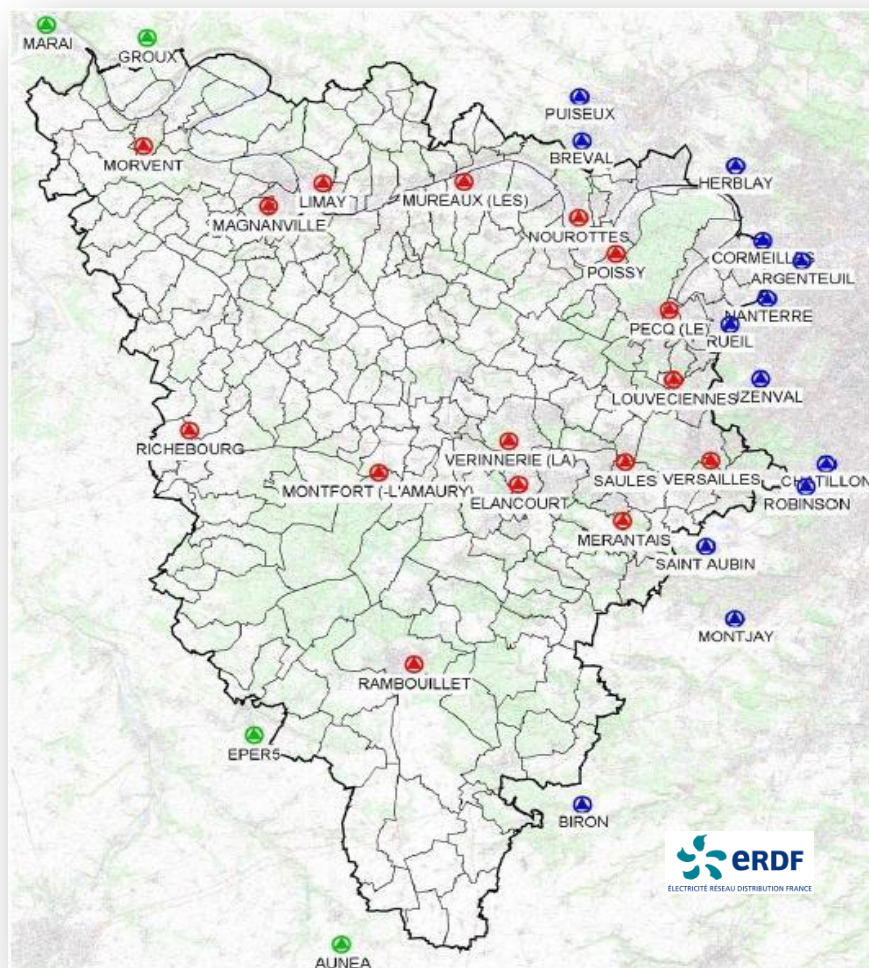 MARAI
GROUX
PUISEUX
BREVAL
MORVENT
HERBLAY
LIMAY
MUREAUX (LES)
MAGNANVILLE
NOUROTTES
CORMEILLES
POISSY
ARGENTEUIL
NANTERRE
PECQ (LE)
RUEIL
LOUVECIENNES
UZENVAL
RICHEBOURG
VERINNERIE (LA)
MONTFORT (-L'AMAURY)
SAULES
VERSAILLES
CHATILLON
ELANCOURT
ROBINSON
MERANTAIS
SAINT AUBIN
MONTJAY
RAMBOUILLET
EPER5
BIRON
eRDF
ÉLECTRICITÉ RÉSEAU DISTRIBUTION FRANCE
AUNEA